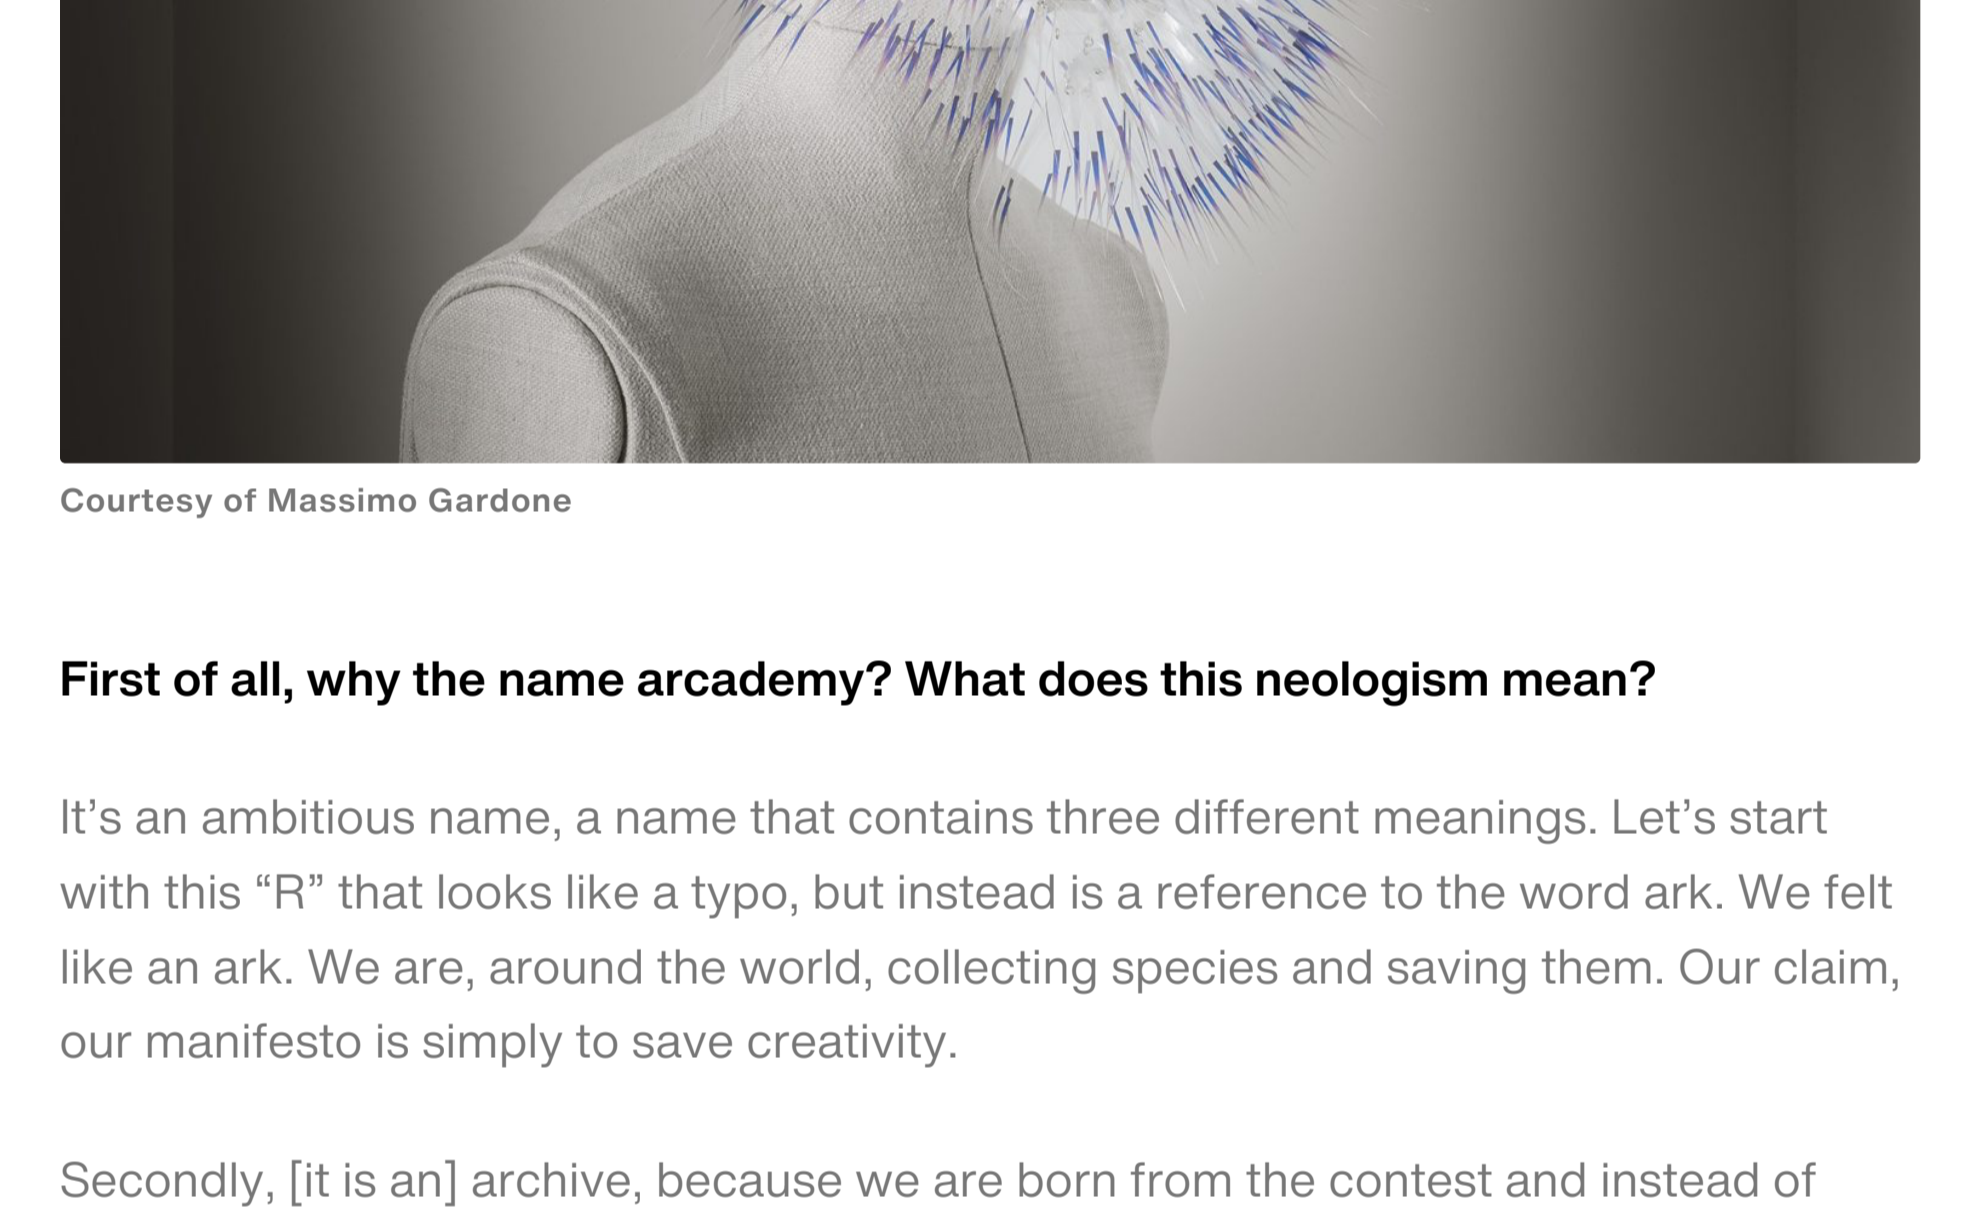 Courtesy of Massimo Gardone
First of all, why the name arcademy? What does this neologism mean?
It’s an ambitious name, a name that contains three different meanings. Let’s start
with this “R” that looks like a typo, but instead is a reference to the word ark. We felt
like an ark. We are, around the world, collecting species and saving them. Our claim,
our manifesto is simply to save creativity.
Secondly, [it is an] archive, because we are born from the contest and instead of